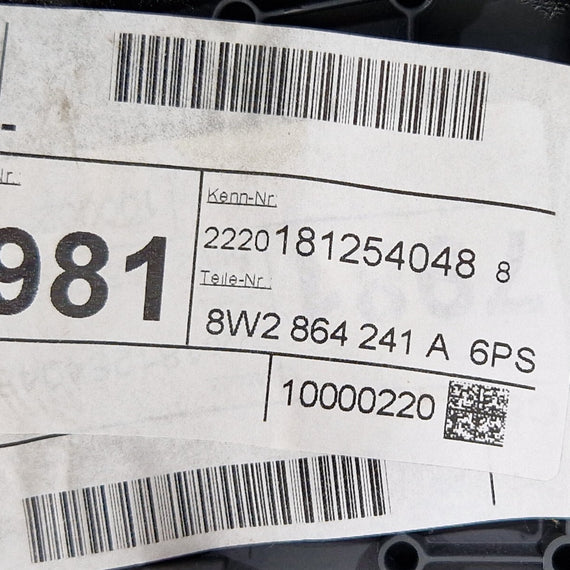 Kenn-Nr.
2220181254048 8
981
Teile-Nr.
8W2 864 241 A 6PS
10000220